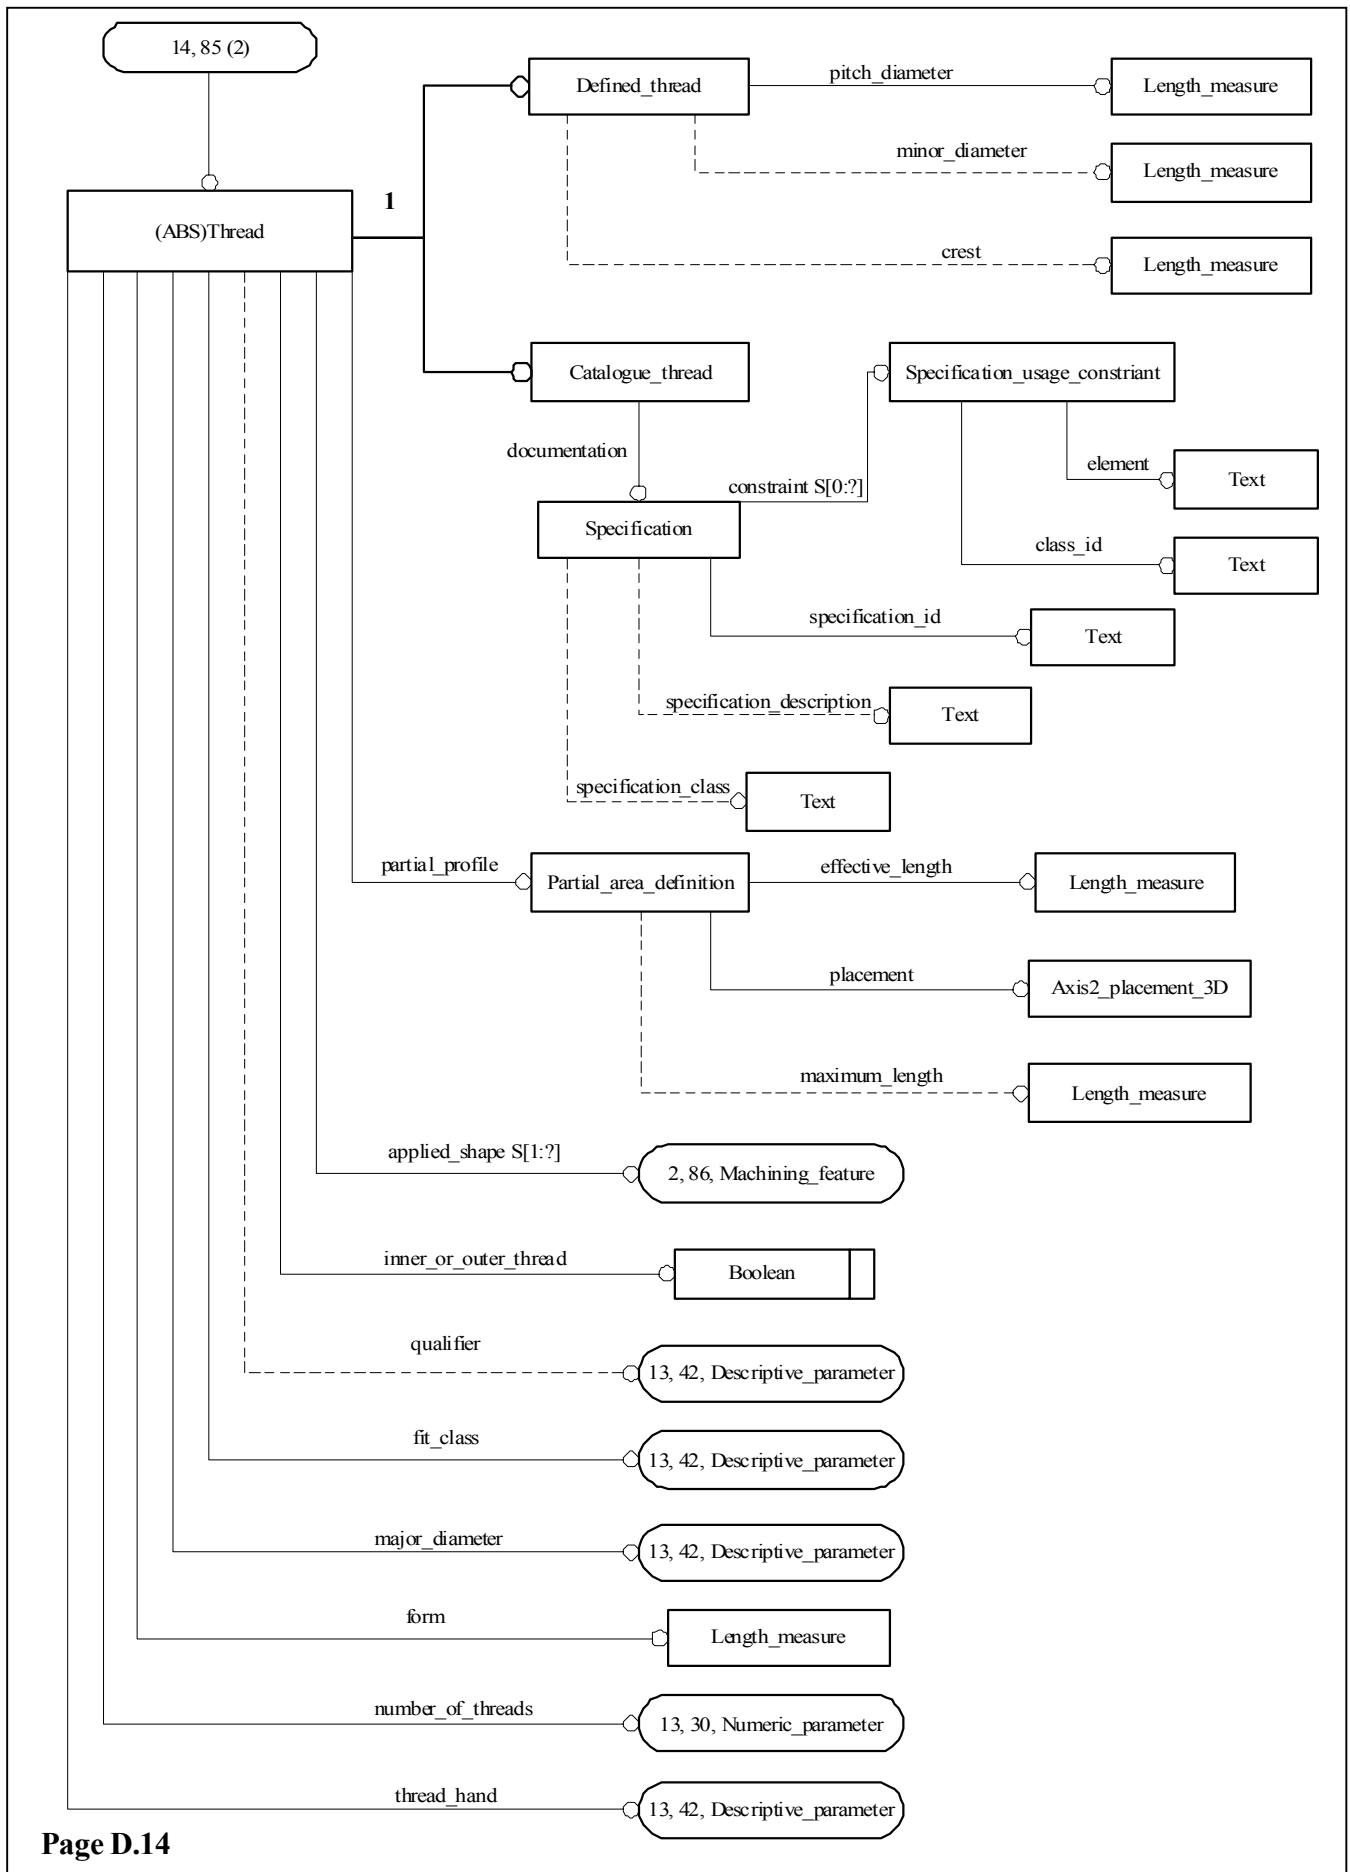 14, 85 (2)
Defined_thread
pitch_diameter
Length_measure
minor_diameter
Length_measure
1
(ABS)Thread
crest
Length_measure
Catalogue_thread
Specification_usage_constriant
documentation
element
Text
constraint S[0:?]
Specification
class_id
Text
specification_id
Text
specification_description
Text
specification_class
Text
partial_profile
Partial_area_definition
effective_length
Length_measure
placement
Axis2_placement_3D
maximum_length
Length_measure
applied_shape S[1:?]
2, 86, Machining_feature
inner_or_outer_thread
Boolean
qualifier
13, 42, Descriptive_parameter
fit_class
13, 42, Descriptive_parameter
major_diameter
13, 42, Descriptive_parameter
form
Length_measure
number_of_threads
13, 30, Numeric_parameter
thread_hand
13, 42, Descriptive_parameter
Page D.14